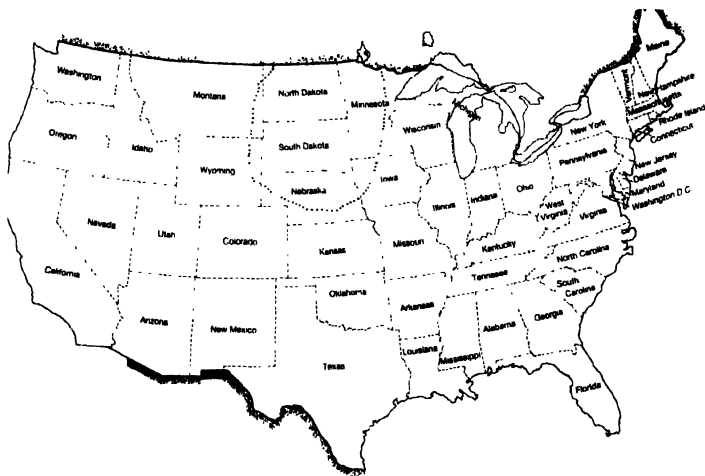 Washington
Montana
North Dakota
Minnesota
Maine
Oregon
Idaho
Wyoming
South Dakota
Wisconsin
New York
New Hampshire
Massachusetts
Rhode Island
Connecticut
Nebraska
Iowa
Pennsylvania
New Jersey
Delaware
Maryland
Washington D C
Nevada
Utah
Colorado
Kansas
Missouri
Illinois
Indiana
Ohio
West
Virginia
Virginia
Kentucky
California
Arizona
New Mexico
Oklahoma
Arkansas
Tennessee
North Carolina
South
Carolina
Texas
Louisiana
Mississippi
Alabama
Georgia
Florida